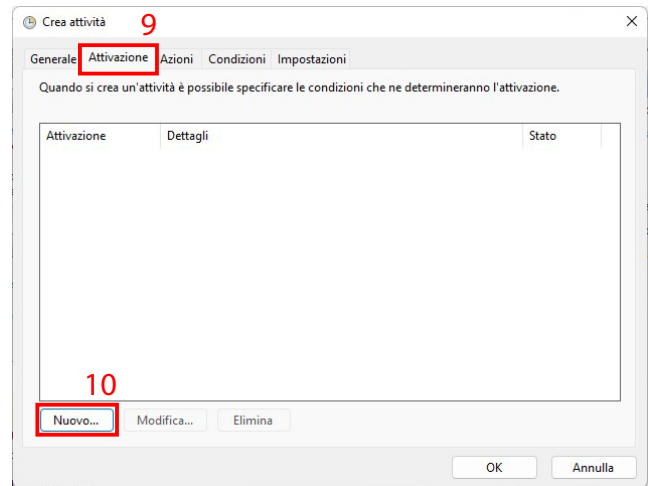 Crea attività
9
Generale Attivazione Azioni Condizioni Impostazioni
Quando si crea un'attività è possibile specificare le condizioni che ne determineranno l'attivazione.
Attivazione Dettagli Stato
10
Nuovo... Modifica... Elimina
OK Annulla